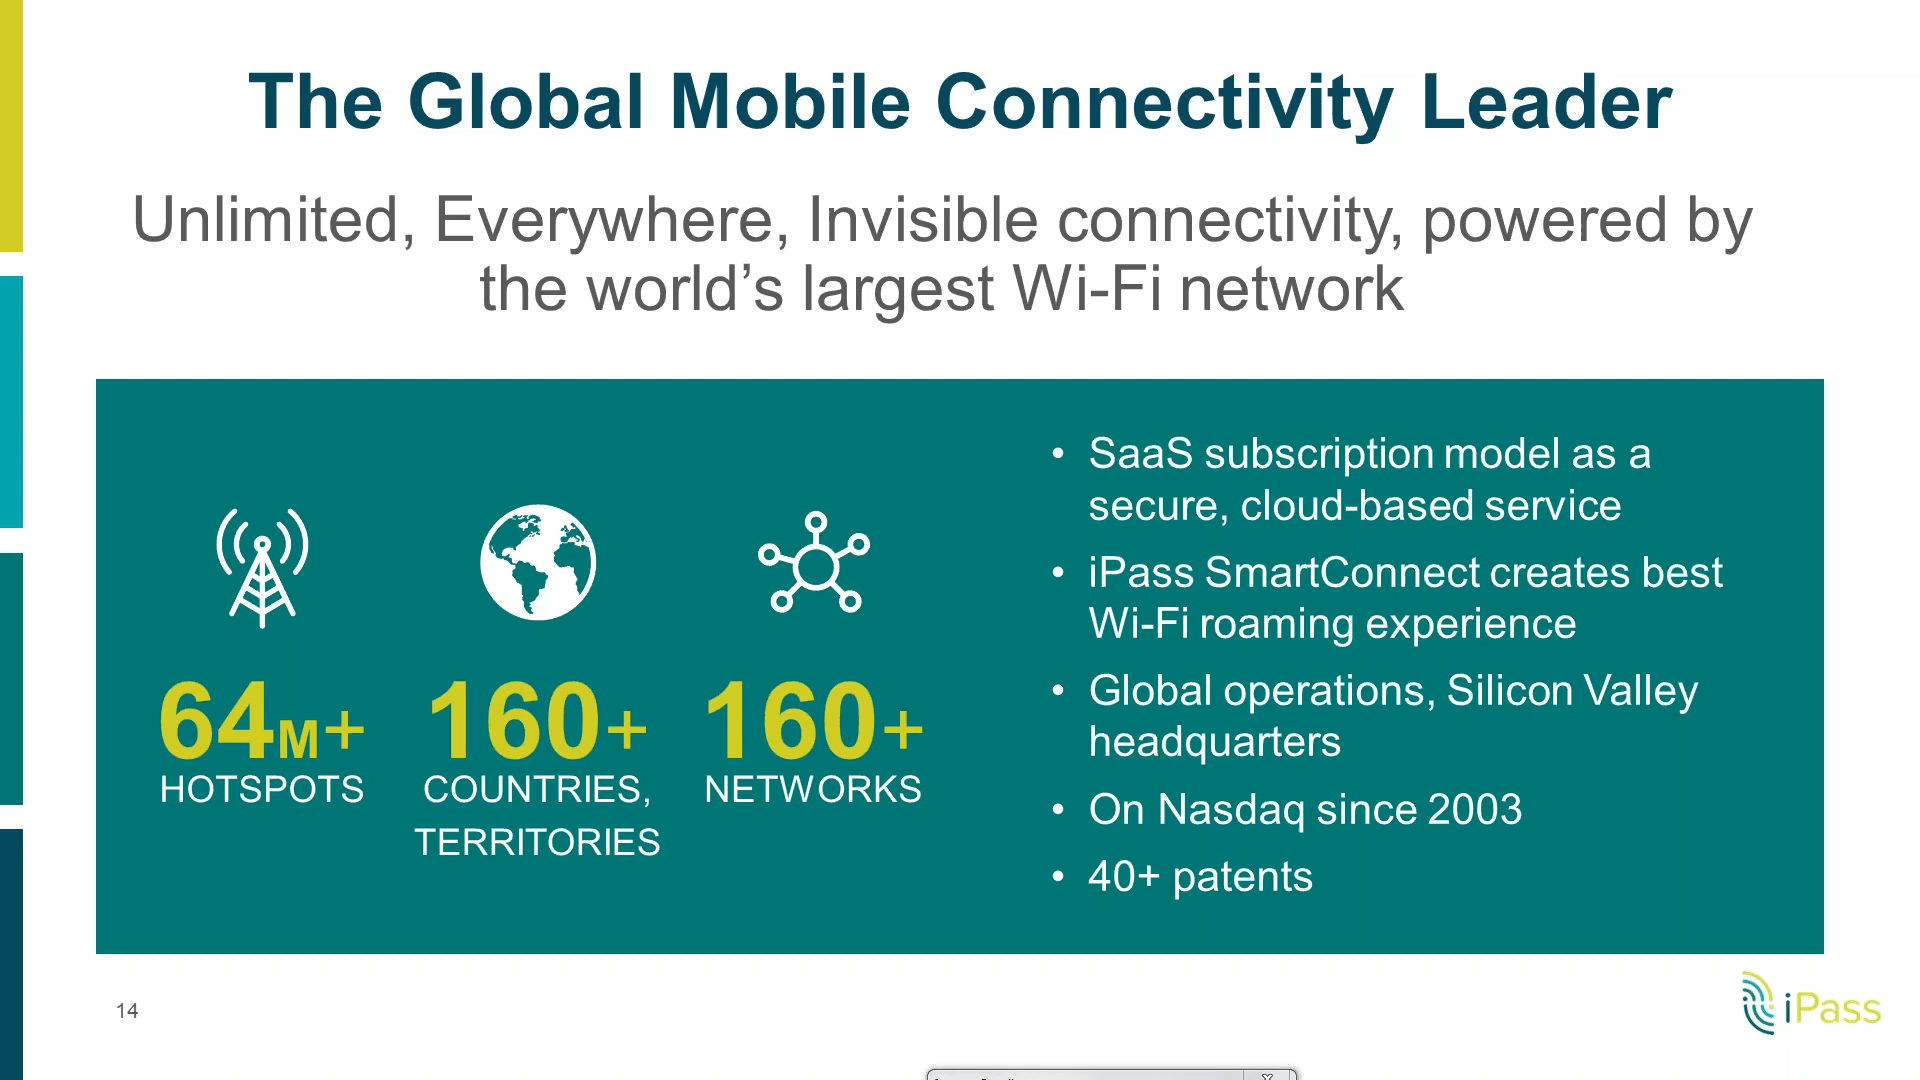 The Global Mobile Connectivity Leader
Unlimited, Everywhere, Invisible connectivity, powered by
the world’s largest Wi-Fi network
64M+
HOTSPOTS
160+
COUNTRIES,
TERRITORIES
160+
NETWORKS
• SaaS subscription model as a
secure, cloud-based service
• iPass SmartConnect creates best
Wi-Fi roaming experience
• Global operations, Silicon Valley
headquarters
• On Nasdaq since 2003
• 40+ patents
14
iPass